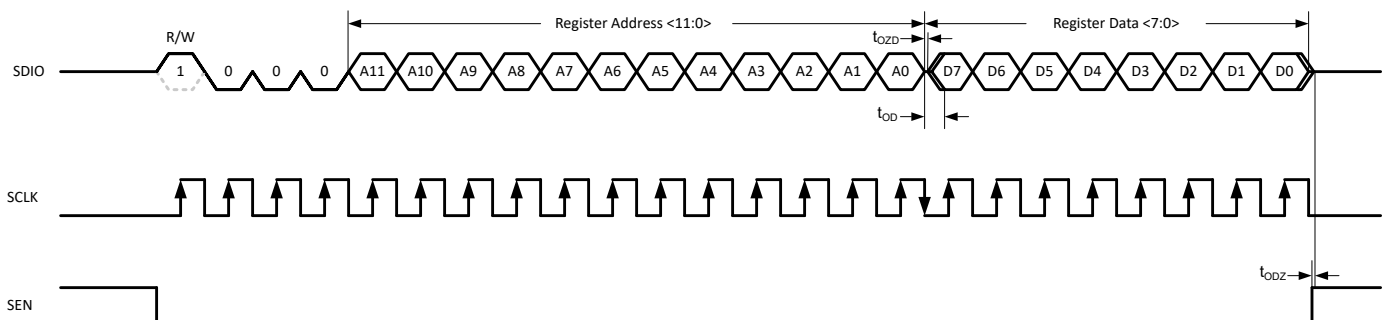 Register Address <11:0> Register Data <7:0>
R/W
tOZD
SDIO 1 0 0 0 A11 A10 A9 A8 A7 A6 A5 A4 A3 A2 A1 A0 D7 D6 D5 D4 D3 D2 D1 D0
tOD
SCLK
tODZ
SEN